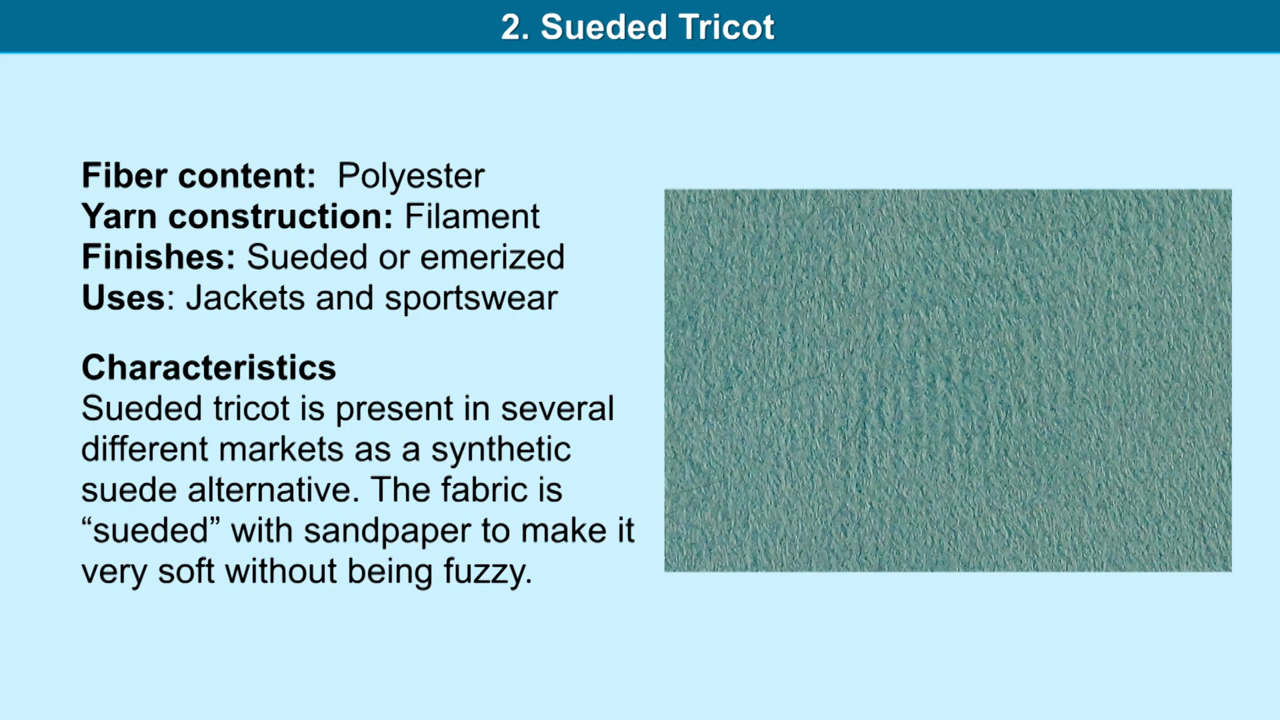 2. Sueded Tricot
Fiber content: Polyester
Yarn construction: Filament
Finishes: Sueded or emerized
Uses: Jackets and sportswear
Characteristics
Sueded tricot is present in several
different markets as a synthetic
suede alternative. The fabric is
“sueded” with sandpaper to make it
very soft without being fuzzy.